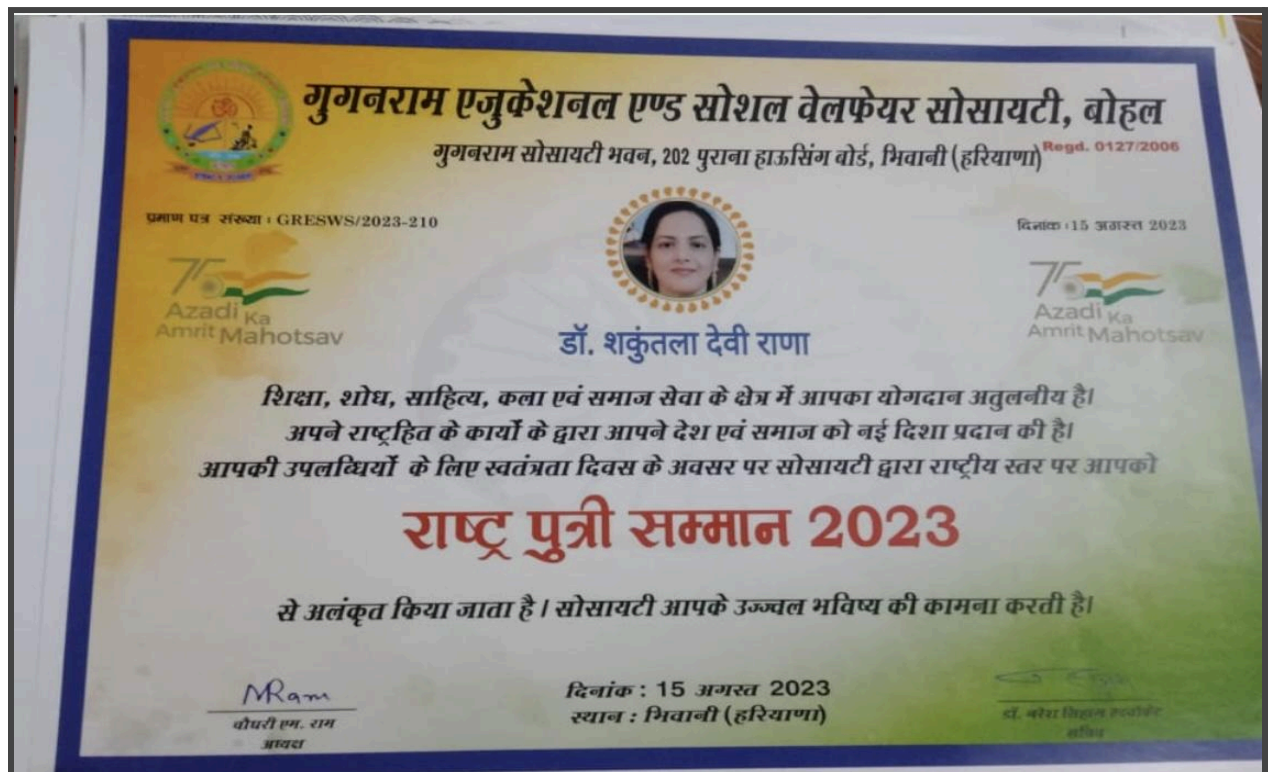 गुगनराम एजुकेशनल एण्ड सोशल वेलफेयर सोसायटी, बोहल
गुगनराम सोसायटी भवन, 202 पुराना हाऊसिंग बोर्ड, भिवानी (हरियाणा) Regd. 0127/2006
प्रमाण पत्र संख्या : GRESWS/2023-210
दिनांक :15 अगस्त 2023
75
Azadi Ka
Amrit Mahotsav
75
Azadi Ka
Amrit Mahotsav
डॉ. शकुंतला देवी राणा
शिक्षा, शोध, साहित्य, कला एवं समाज सेवा के क्षेत्र में आपका योगदान अतुलनीय है।
अपने राष्ट्रहित के कार्यों के द्वारा आपने देश एवं समाज को नई दिशा प्रदान की है।
आपकी उपलब्धियों के लिए स्वतंत्रता दिवस के अवसर पर सोसायटी द्वारा राष्ट्रीय स्तर पर आपको
राष्ट्र पुत्री सम्मान 2023
से अलंकृत किया जाता है । सोसायटी आपके उज्ज्वल भविष्य की कामना करती है।
MRam
चौधरी एम. राम
अध्यक्ष
दिनांक : 15 अगस्त 2023
स्थान : भिवानी (हरियाणा)
डॉ. नरेश सिहाग एडवोकेट
सचिव